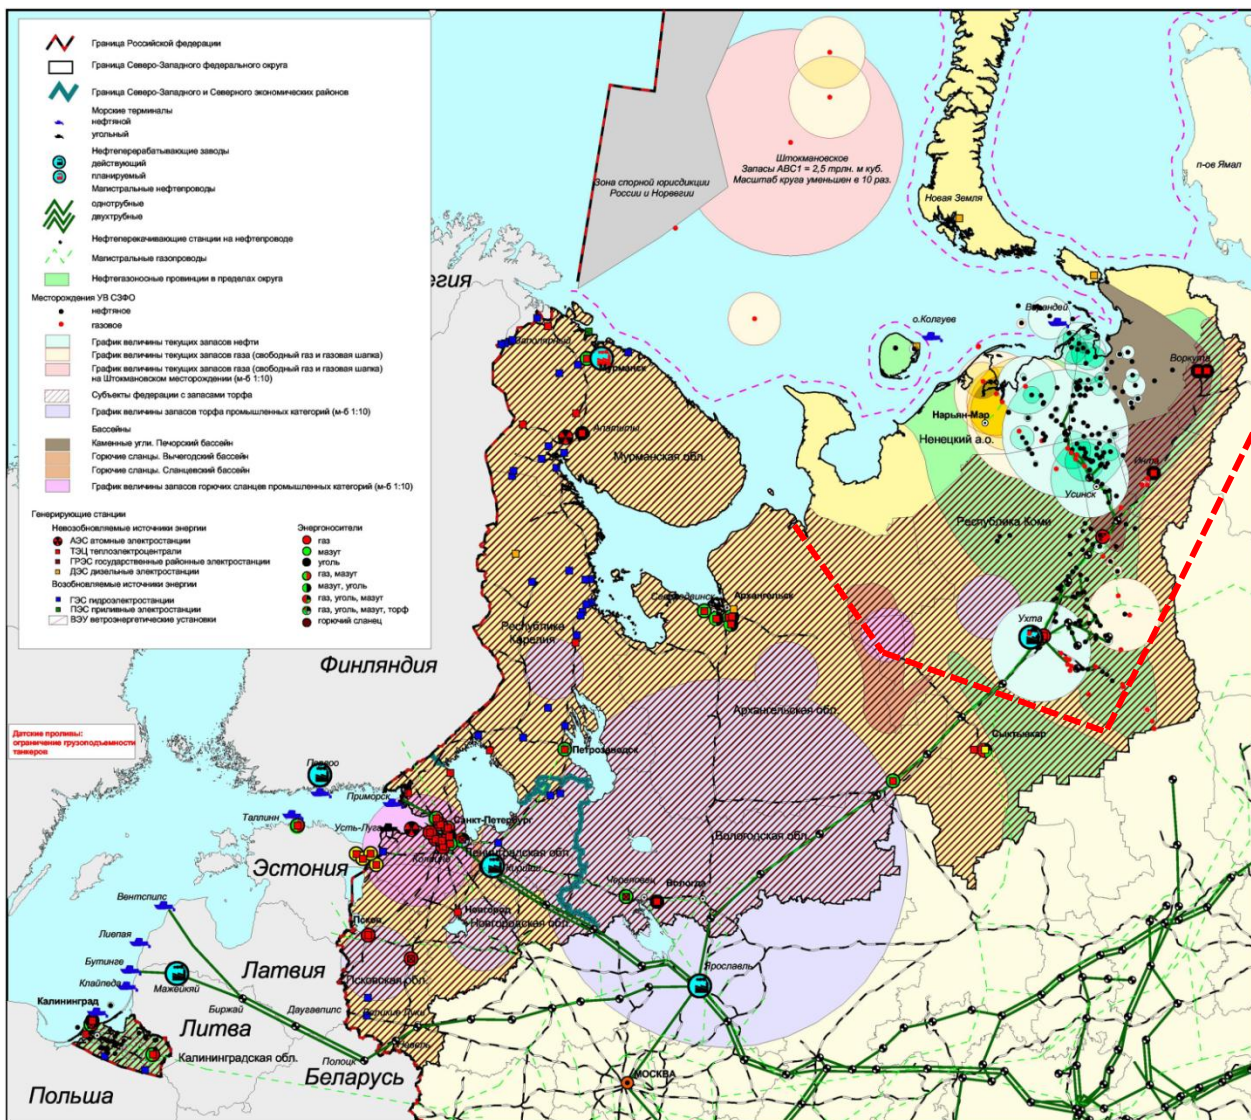 Граница Российской федерации
Граница Северо-Западного федерального округа
Граница Северо-Западного и Северного экономических районов
Морские терминалы
нефтяной
угольный
Нефтеперерабатывающие заводы
действующий
планируемый
Магистральные нефтепроводы
однотрубные
двухтрубные
Нефтеперекачивающие станции на нефтепроводе
Магистральные газопроводы
Нефтегазоносные провинции в пределах округа
Месторождения УВ СЗФО
нефтяное
газовое
График величины текущих запасов нефти
График величины текущих запасов газа (свободный газ и газовая шапка)
График величины текущих запасов газа (свободный газ и газовая шапка)
на Штокмановском месторождении (м-б 1:10)
Субъекты федерации с запасами торфа
График величины запасов торфа промышленных категорий (м-б 1:10)
Бассейны
Каменные угли. Печорский бассейн
Горючие сланцы. Вычегодский бассейн
Горючие сланцы. Сланцевский бассейн
График величины запасов горючих сланцев промышленных категорий (м-б 1:10)
Генерирующие станции
Невозобновляемые источники энергии
АЭС атомные электростанции
ТЭЦ теплоэлектроцентрали
ГРЭС государственные районные электростанции
ДЭС дизельные электростанции
Возобновляемые источники энергии
ГЭС гидроэлектростанции
ПЭС приливные электростанции
ВЭУ ветроэнергетические установки
Энергоносители
газ
мазут
уголь
газ, мазут
мазут, уголь
газ, уголь, мазут
газ, уголь, мазут, торф
горючий сланец
Штокмановское
Запасы АВС1 = 2,5 трлн. м куб.
Масштаб круга уменьшен в 10 раз.
Зона спорной юрисдикции
России и Норвегии
п-ов Ямал
Новая Земля
егия
о.Колгуев
Варандей
Воркута
Заполярный
Мурманск
Нарьян-Мар
Ненецкий а.о.
Апатиты
Мурманская обл.
Инта
Усинск
Республика Коми
Северодвинск
Архангельск
Ухта
Республика
Карелия
Финляндия
Архангельская обл.
Датские проливы:
ограничение грузоподъемности
танкеров
Сыктывкар
Петрозаводск
Порвоо
Приморск
Таллинн
Усть-Луга
Санкт-Петербург
Вологодская обл.
Колпино
Ленинградская обл.
Эстония
Кириши
Череповец
Вологда
Вентспилс
Новгород
Новгородская обл.
Псков
Лиепая
Латвия
Ярославль
Бутинге
Псковская обл.
Клайпеда
Мажейкяй
Калининград
Биржай
Даугавпилс
Великие Луки
Литва
Калининградская обл.
Полоцк
Беларусь
МОСКВА
Польша